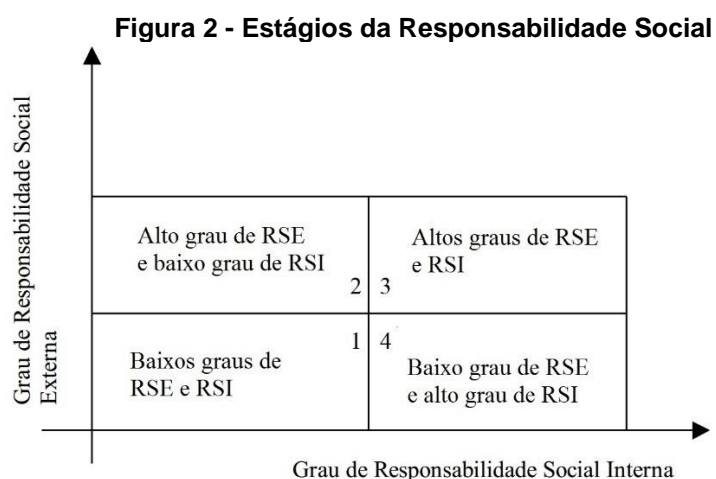 Figura 2 - Estágios da Responsabilidade Social
Grau de Responsabilidade Social
Externa
Alto grau de RSE
e baixo grau de RSI
2
Altos graus de RSE
e RSI
3
Baixos graus de
RSE e RSI
1
4
Baixo grau de RSE
e alto grau de RSI
Grau de Responsabilidade Social Interna